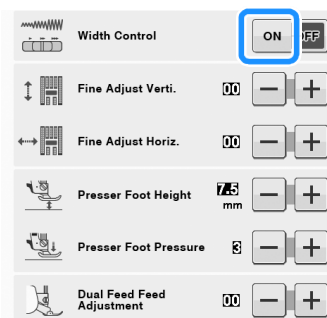 Width Control ON OFF
Fine Adjust Verti. 00 − +
Fine Adjust Horiz. 00 − +
Presser Foot Height 7.5 mm − +
Presser Foot Pressure 3 − +
Dual Feed Feed
Adjustment 00 − +